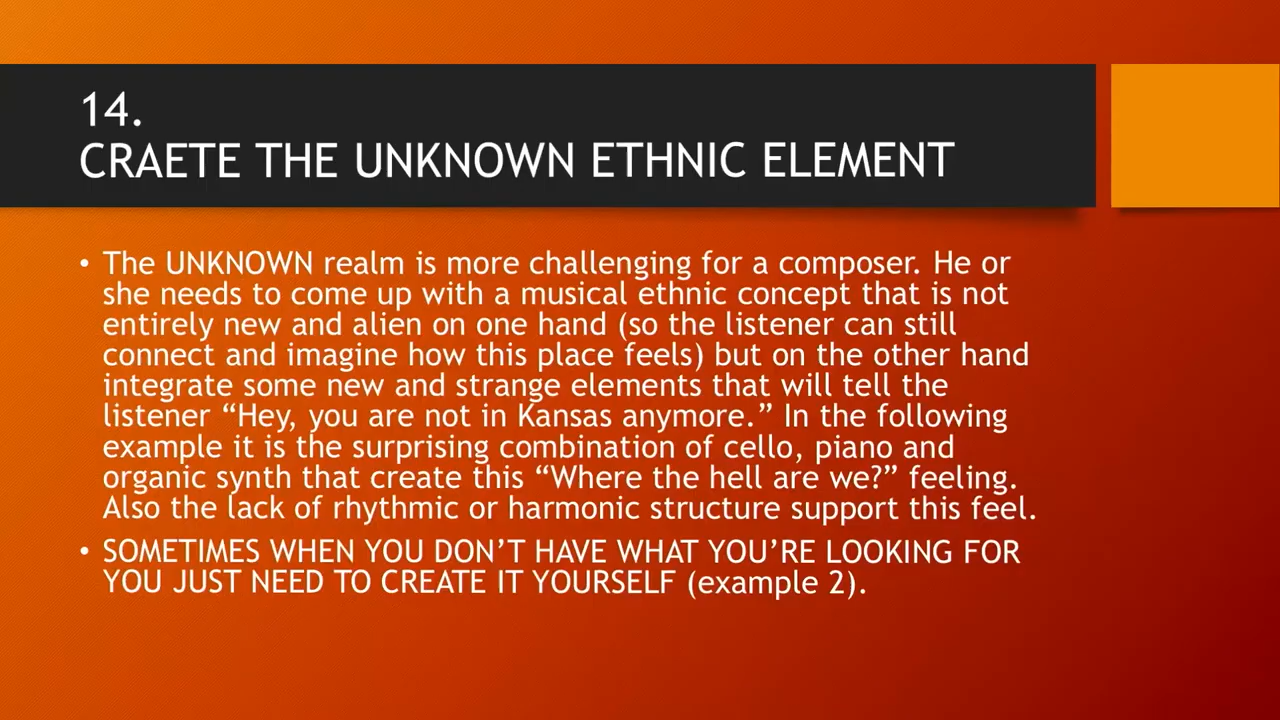 14.
CRAETE THE UNKNOWN ETHNIC ELEMENT
• The UNKNOWN realm is more challenging for a composer. He or
she needs to come up with a musical ethnic concept that is not
entirely new and alien on one hand (so the listener can still
connect and imagine how this place feels) but on the other hand
integrate some new and strange elements that will tell the
listener “Hey, you are not in Kansas anymore.” In the following
example it is the surprising combination of cello, piano and
organic synth that create this “Where the hell are we?” feeling.
Also the lack of rhythmic or harmonic structure support this feel.
• SOMETIMES WHEN YOU DON’T HAVE WHAT YOU’RE LOOKING FOR
YOU JUST NEED TO CREATE IT YOURSELF (example 2).